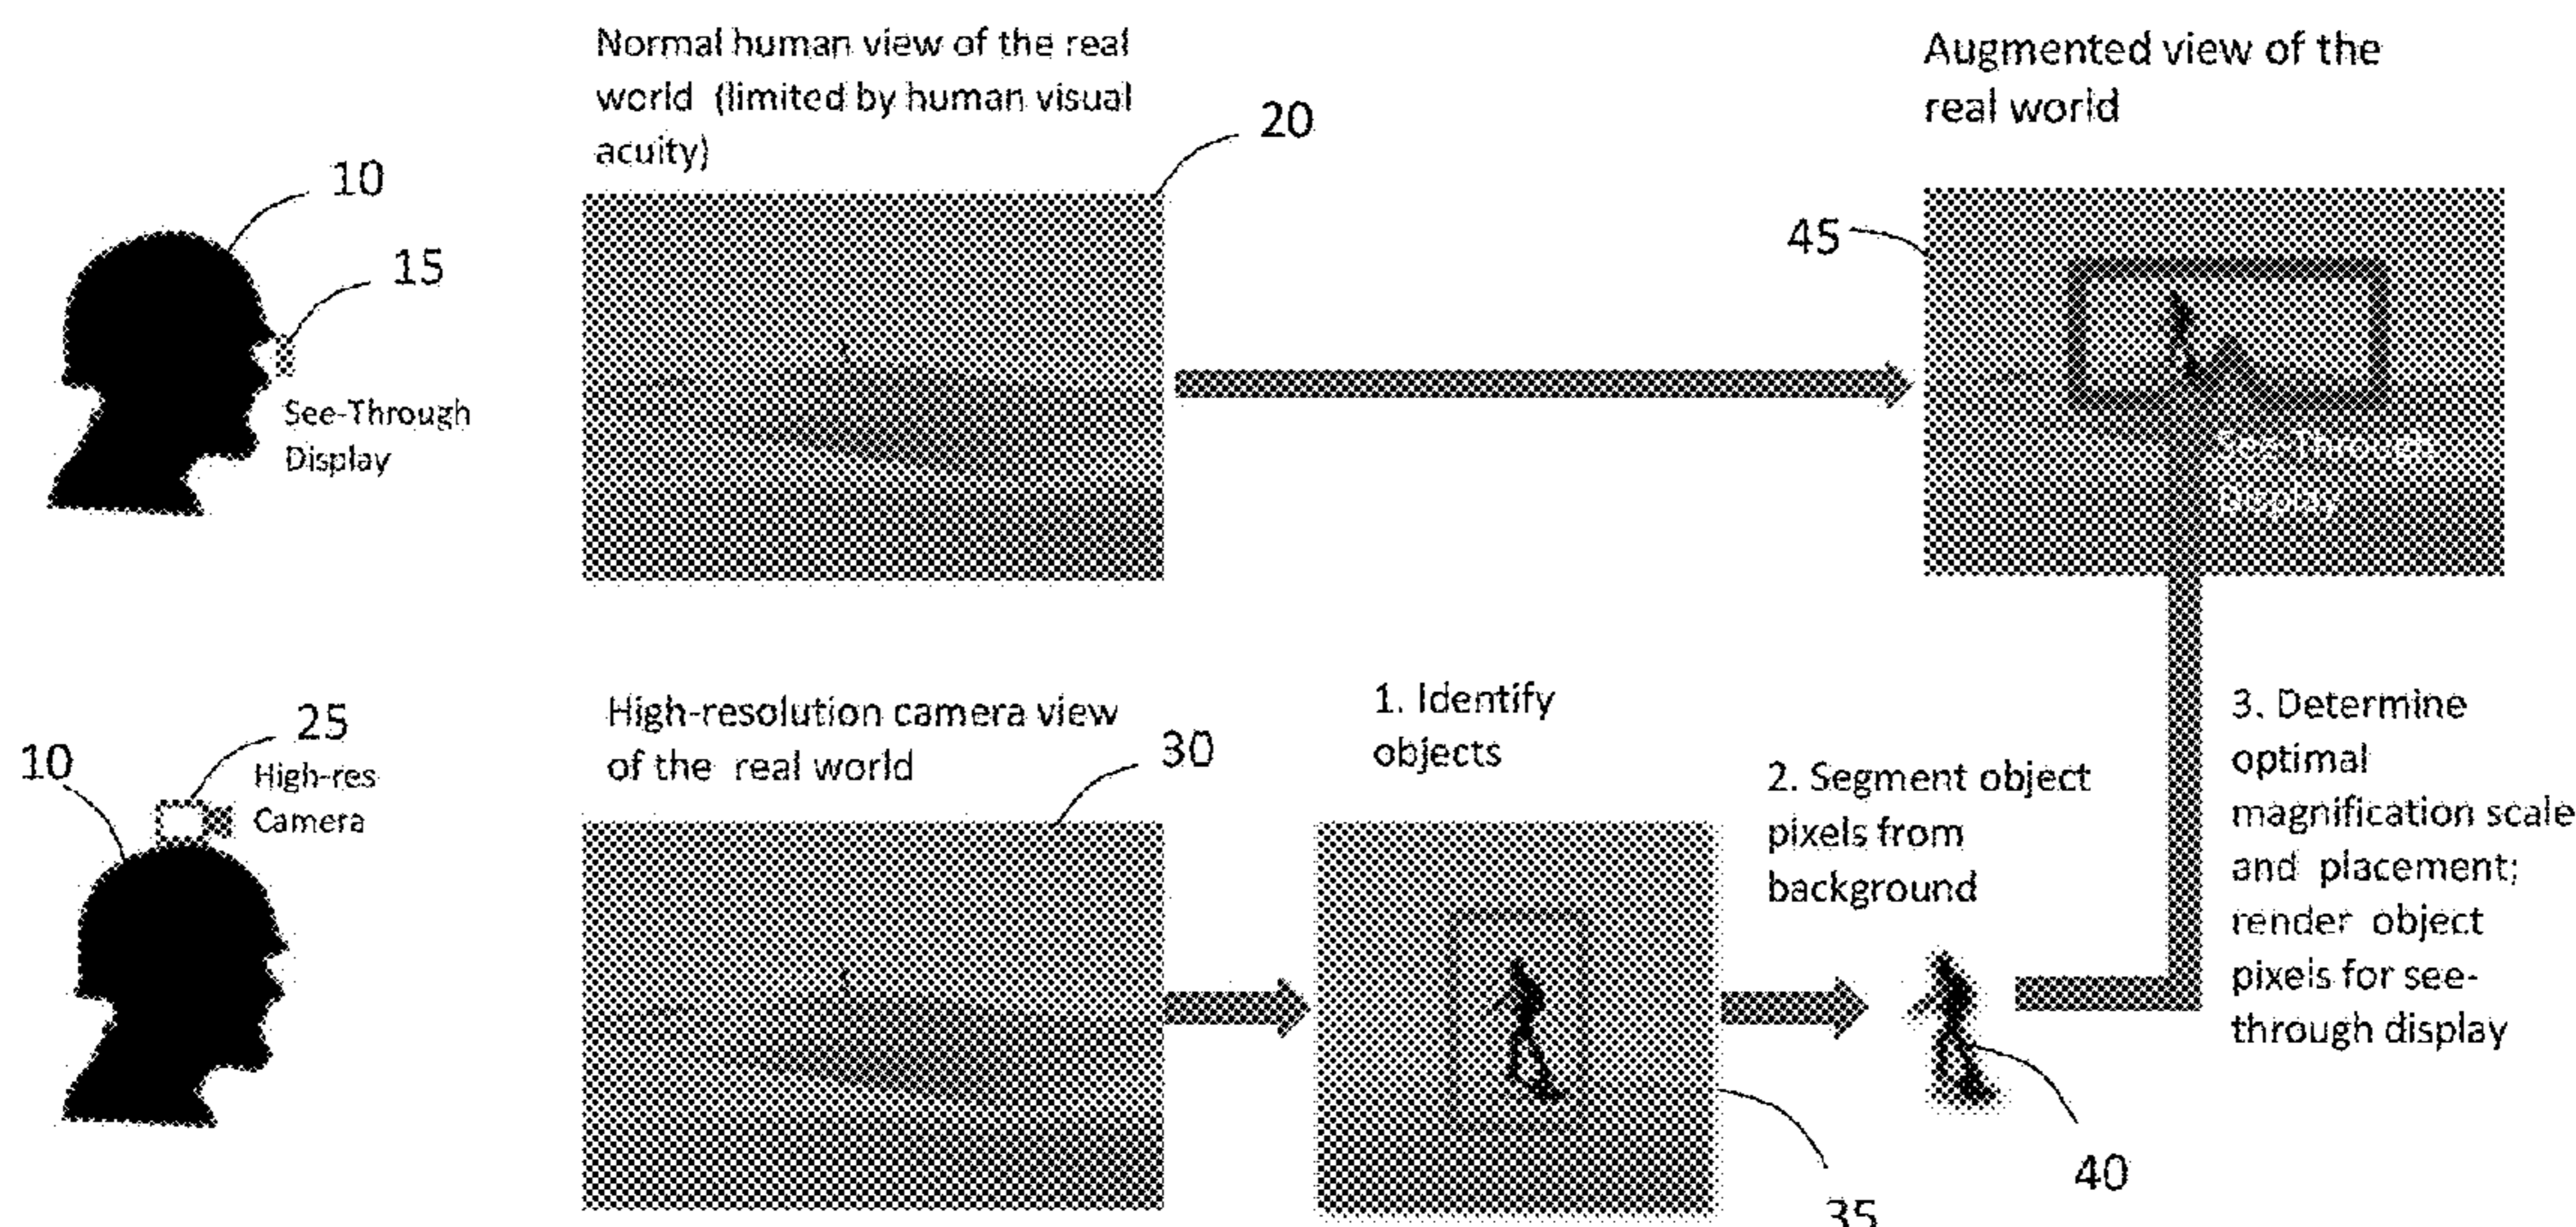 Normal human view of the real
world (limited by human visual
acuity)
20
Augmented view of the
real world
10
15
45
See-Through
Display
See-Through
Display
25
High-res
Camera
10
High-resolution camera view
of the real world
30
1. Identify
objects
2. Segment object
pixels from
background
3. Determine
optimal
magnification scale
and placement;
render object
pixels for see-
through display
40
35